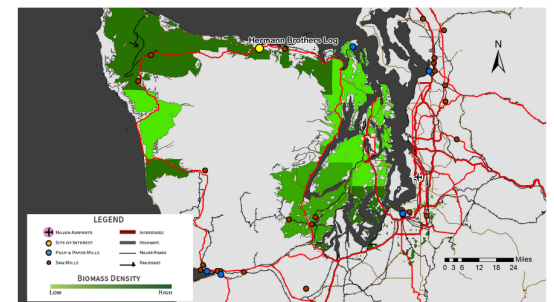 Hermann Brothers Log
N
LEGEND
MAJOR AIRPORTS
INTERSTATES
SITE OF INTEREST
HIGHWAYS
PULP & PAPER MILLS
MAJOR ROADS
SAW MILLS
RAILROADS
BIOMASS DENSITY
LOW HIGH
Miles
0 3 6 12 18 24